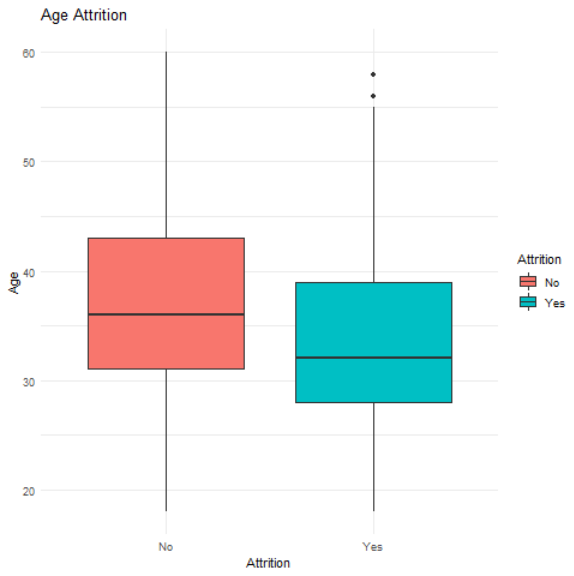 Age Attrition
60
50
40
30
20
Age
No
Yes
Attrition
Attrition
No
Yes